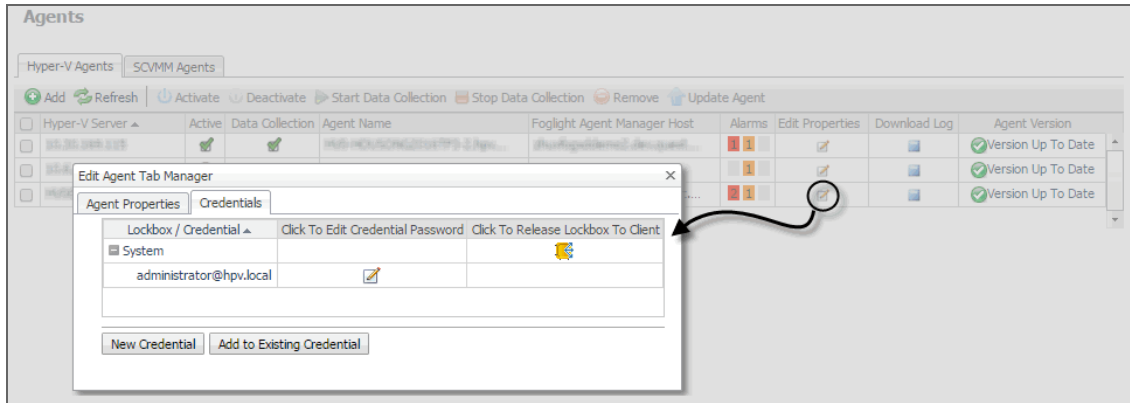 Agents
Hyper-V Agents SCVMM Agents
Add Refresh Activate Deactivate Start Data Collection Stop Data Collection Remove Update Agent
Hyper-V Server Active Data Collection Agent Name Foglight Agent Manager Host Alarms Edit Properties Download Log Agent Version
1 1 Version Up To Date
1 Version Up To Date
2 1 Version Up To Date
Edit Agent Tab Manager
Agent Properties Credentials
Lockbox / Credential Click To Edit Credential Password Click To Release Lockbox To Client
System
administrator@hpv.local
New Credential Add to Existing Credential